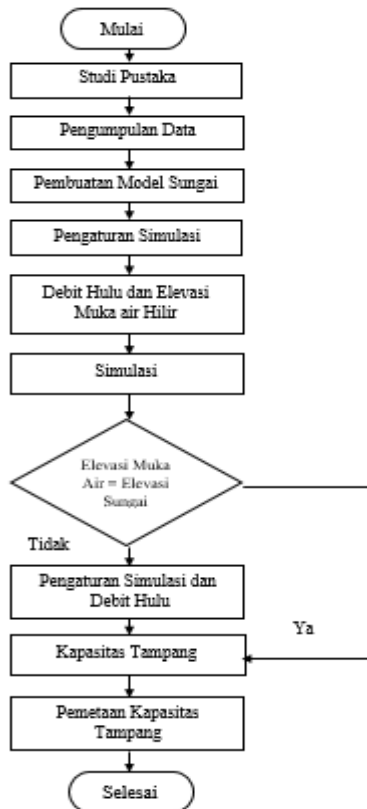 Mulai
Studi Pustaka
Pengumpulan Data
Pembuatan Model Sungai
Pengaturan Simulasi
Debit Hulu dan Elevasi
Muka air Hilir
Simulasi
Elevasi Muka
Air = Elevasi
Sungai
Tidak
Pengaturan Simulasi dan
Debit Hulu
Ya
Kapasitas Tampang
Pemetaan Kapasitas
Tampang
Selesai